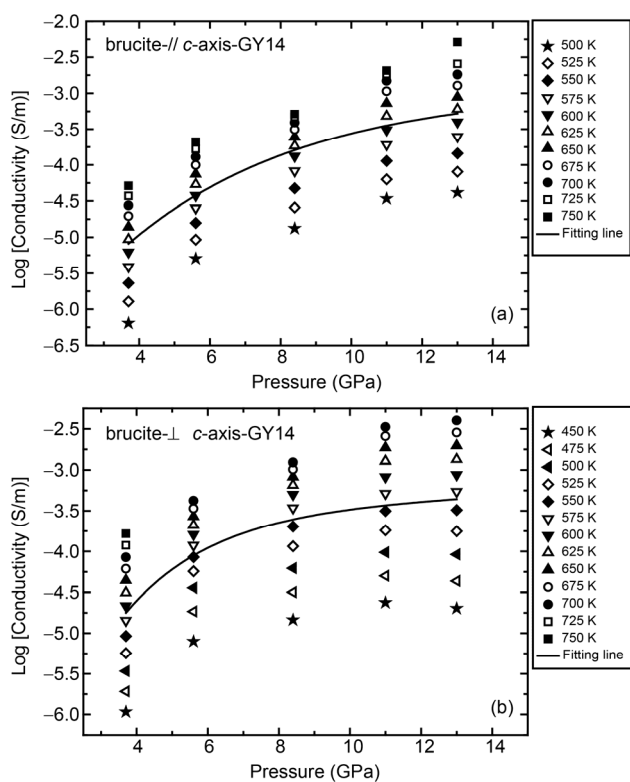 (a)
brucite-// c-axis-GY14
Log [Conductivity (S/m)]
−2.0
−2.5
−3.0
−3.5
−4.0
−4.5
−5.0
−5.5
−6.0
−6.5
4 6 8 10 12 14
Pressure (GPa)
500 K
525 K
550 K
575 K
600 K
625 K
650 K
675 K
700 K
725 K
750 K
Fitting line
brucite-⊥ c-axis-GY14
Log [Conductivity (S/m)]
−2.5
−3.0
−3.5
−4.0
−4.5
−5.0
−5.5
−6.0
(b)
4 6 8 10 12 14
Pressure (GPa)
450 K
475 K
500 K
525 K
550 K
575 K
600 K
625 K
650 K
675 K
700 K
725 K
750 K
Fitting line